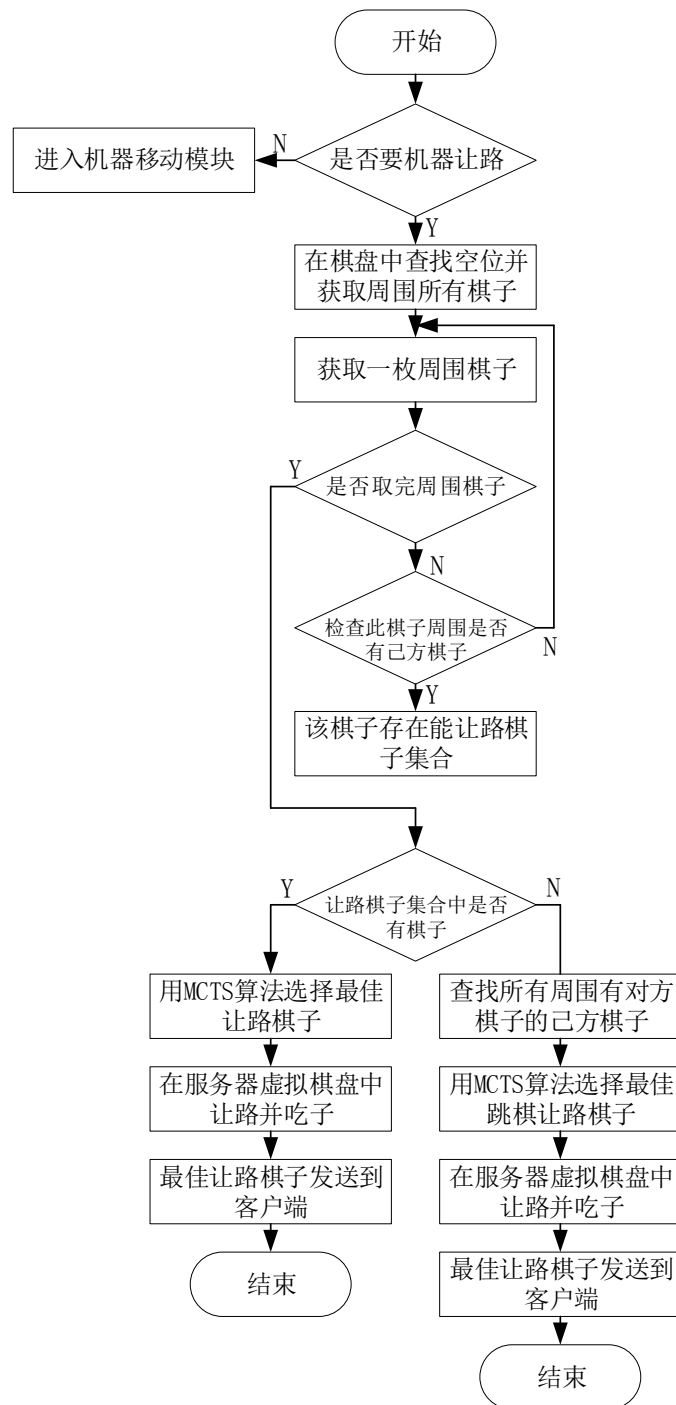 开始
N
进入机器移动模块
是否要机器让路
Y
在棋盘中查找空位并
获取周围所有棋子
获取一枚周围棋子
Y
是否取完周围棋子
N
检查此棋子周围是否
有己方棋子
N
Y
该棋子存在能让路棋
子集合
Y
N
让路棋子集合中是否
有棋子
用MCTS算法选择最佳
让路棋子
在服务器虚拟棋盘中
让路并吃子
最佳让路棋子发送到
客户端
结束
查找所有周围有对方
棋子的己方棋子
用MCTS算法选择最佳
跳棋让路棋子
在服务器虚拟棋盘中
让路并吃子
最佳让路棋子发送到
客户端
结束